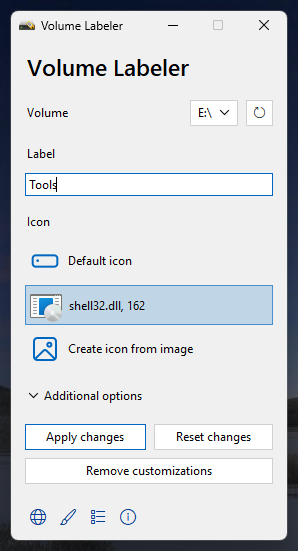 Volume Labeler
Volume Labeler
Volume
E:\
Label
Tools
Icon
Default icon
shell32.dll, 162
Create icon from image
Additional options
Apply changes
Reset changes
Remove customizations